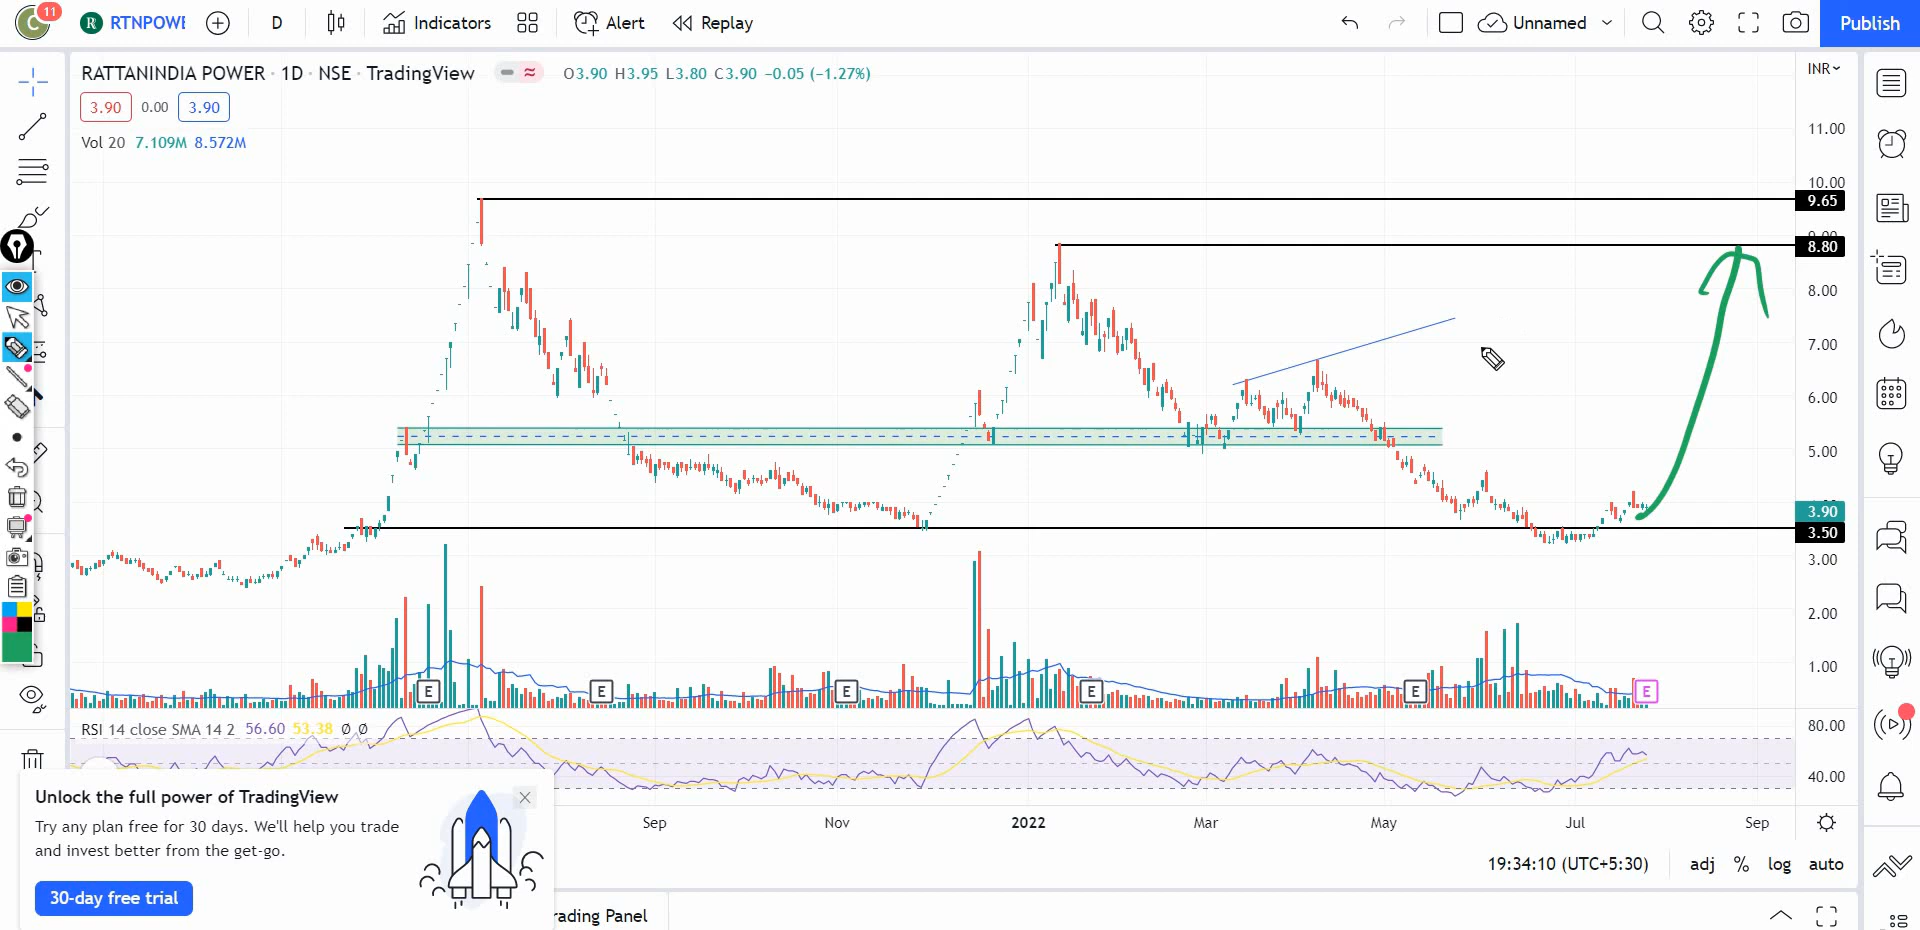 C 11 R RTNPOWE D Indicators Alert Replay Unnamed Publish
RATTANINDIA POWER · 1D · NSE · TradingView O3.90 H3.95 L3.80 C3.90 −0.05 (−1.27%)
INR
3.90 0.00 3.90
Vol 20 7.109M 8.572M
11.00
10.00
9.65
8.80
8.00
7.00
6.00
5.00
3.90
3.50
3.00
2.00
1.00
E E E E E E
RSI 14 close SMA 14 2 56.60 53.38 Ø Ø
80.00
40.00
Sep Nov 2022 Mar May Jul Sep
Unlock the full power of TradingView
Try any plan free for 30 days. We'll help you trade
and invest better from the get-go.
30-day free trial
19:34:10 (UTC+5:30) adj % log auto
rading Panel